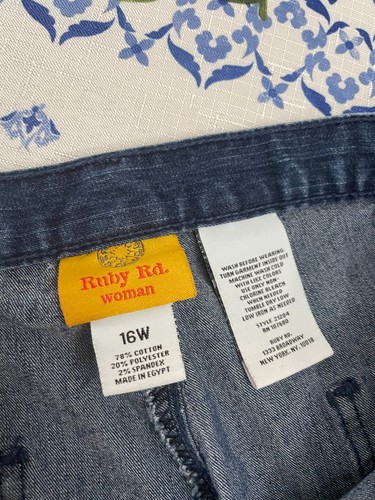 Ruby Rd.
woman
16W
78% COTTON
20% POLYESTER
2% SPANDEX
MADE IN EGYPT
WASH BEFORE WEARING
TURN GARMENT INSIDE OUT
MACHINE WASH COLD
WITH LIKE COLORS
USE ONLY NON-
CHLORINE BLEACH
WHEN NEEDED
TUMBLE DRY LOW
LOW IRON AS NEEDED
STYLE 21204
RN 107680
RUBY RD.
1333 BROADWAY
NEW YORK, NY. 10018